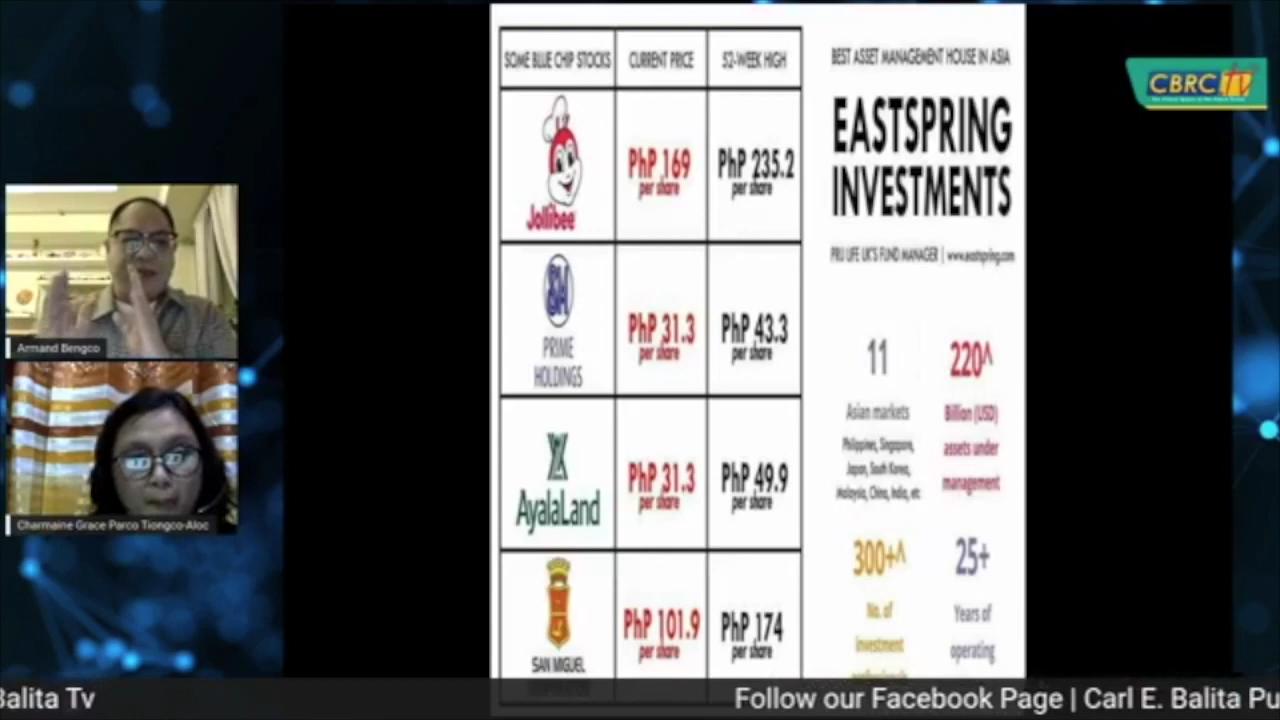 SOME BLUE CHIP STOCKS
CURRENT PRICE
52-WEEK HIGH
Jollibee
PhP 169
per share
PhP 235.2
per share
SM
PRIME
HOLDINGS
PhP 31.3
per share
PhP 43.3
per share
AyalaLand
PhP 31.3
per share
PhP 49.9
per share
SAN MIGUEL
PhP 101.9
per share
PhP 174
per share
BEST ASSET MANAGEMENT HOUSE IN ASIA
EASTSPRING
INVESTMENTS
PRU LIFE UK'S FUND MANAGER | www.eastspring.com
11
Asian markets
Philippines, Singapore,
Japan, South Korea,
Malaysia, China, India, etc
220^
Billion (USD)
assets under
management
300+^
No. of
investment
25+
Years of
operating
CBRC tv
Armand Bengco
Charmaine Grace Parco Tiongco-Aloc
Balita Tv
Follow our Facebook Page | Carl E. Balita Pu